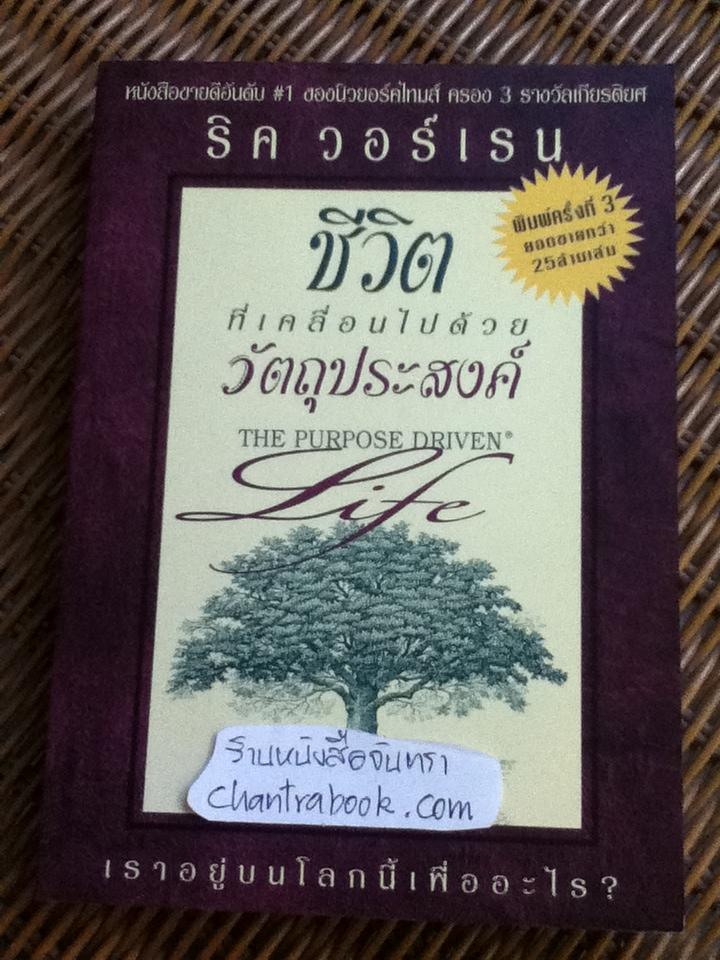 หนังสือขายดีอันดับ #1 ของนิวยอร์คไทมส์ ครอง 3 รางวัลเกียรติยศ
ริค วอร์เรน
พิมพ์ครั้งที่ 3
ยอดขายกว่า
25ล้านเล่ม
ชีวิต
ที่เคลื่อนไปด้วย
วัตถุประสงค์
THE PURPOSE DRIVEN®
Life
ร้านหนังสือจันทรา
chantrabook.com
เราอยู่บนโลกนี้เพื่ออะไร?